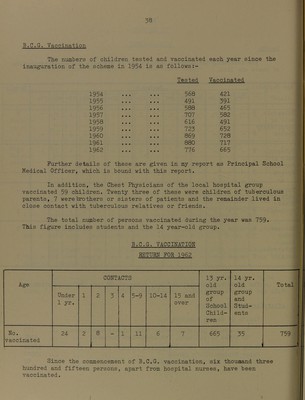 38
B.C.G. Vaccination
The numbers of children tested and vaccinated each year since the
inauguration of the scheme in 1954 is as follows:-
Tested Vaccinated
1954 ... ... 568 421
1955 ... ... 491 391
1956 ... ... 588 465
1957 ... ... 707 582
1958 ... ... 616 491
1959 ... ... 723 652
1960 ... ... 869 728
1961 ... ... 880 717
1962 ... ... 776 665
Further details of these are given in my report as Principal School
Medical Officer, which is bound with this report.
In addition, the Chest Physicians of the local hospital group
vaccinated 59 children. Twenty three of these were children of tuberculous
parents, 7 were brothers or sisters of patients and the remainder lived in
close contact with tuberculous relatives or friends.
The total number of persons vaccinated during the year was 759.
This figure includes students and the 14 year-old group.
B.C.G. VACCINATION
RETURN FOR 1962
Age CONTACTS 13 yr. old group of School Child- ren 14 yr. old group and Stud- ents Total
Under 1 yr. 1 2 3 4 5-9 10-14 15 and over
No. vaccinated 24 2 8 - 1 11 6 7 665 35 759
Since the commencement of B.C.G. vaccination, six thousand three
hundred and fifteen persons, apart from hospital nurses, have been
vaccinated.